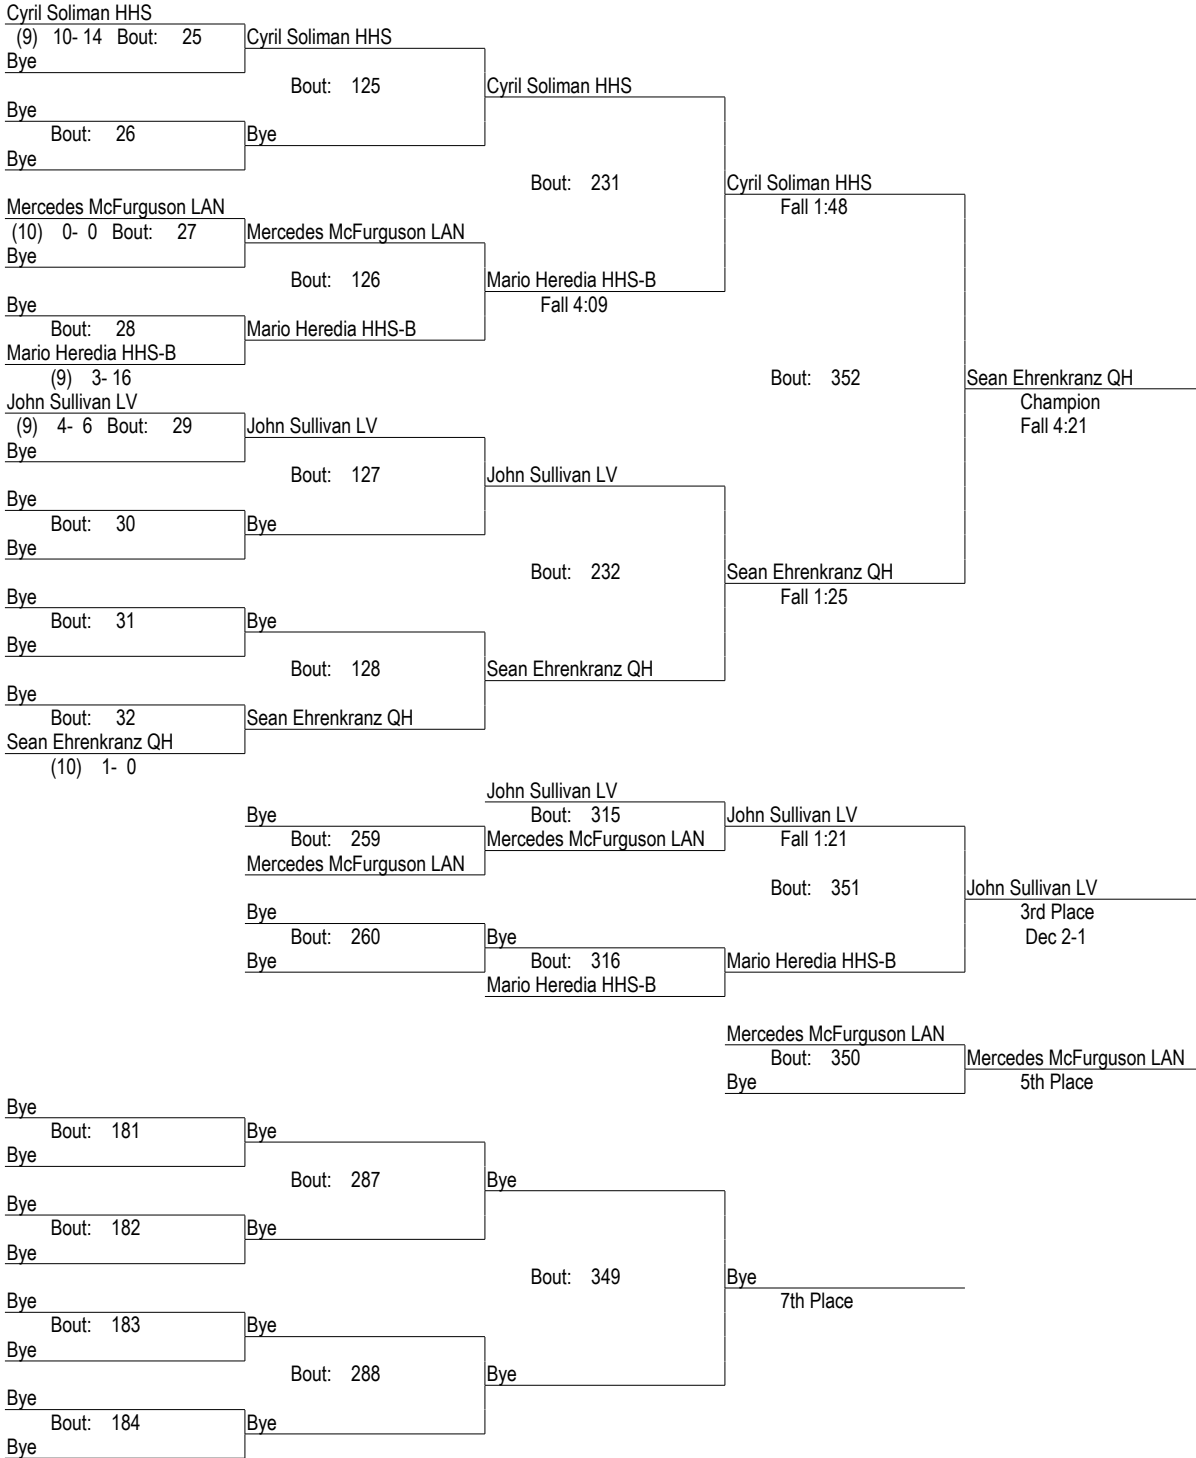 Cyril Soliman HHS
(9) 10- 14 Bout: 25 Cyril Soliman HHS
Bye
Bout: 125 Cyril Soliman HHS
Bye
Bout: 26 Bye
Bye
Bout: 231 Cyril Soliman HHS
Mercedes McFurguson LAN Fall 1:48
(10) 0- 0 Bout: 27 Mercedes McFurguson LAN
Bye
Bout: 126 Mario Heredia HHS-B
Bye Fall 4:09
Bout: 28 Mario Heredia HHS-B
Mario Heredia HHS-B
(9) 3- 16 Bout: 352 Sean Ehrenkranz QH
John Sullivan LV Champion
(9) 4- 6 Bout: 29 John Sullivan LV Fall 4:21
Bye
Bout: 127 John Sullivan LV
Bye
Bout: 30 Bye
Bye
Bout: 232 Sean Ehrenkranz QH
Bye Fall 1:25
Bout: 31 Bye
Bye
Bout: 128 Sean Ehrenkranz QH
Bye
Bout: 32 Sean Ehrenkranz QH
Sean Ehrenkranz QH
(10) 1- 0
John Sullivan LV
Bye Bout: 315 John Sullivan LV
Bout: 259 Mercedes McFurguson LAN Fall 1:21
Mercedes McFurguson LAN
Bout: 351 John Sullivan LV
Bye 3rd Place
Bout: 260 Bye Dec 2-1
Bye Bout: 316 Mario Heredia HHS-B
Mario Heredia HHS-B
Mercedes McFurguson LAN
Bout: 350 Mercedes McFurguson LAN
Bye 5th Place
Bye
Bout: 181 Bye
Bye
Bout: 287 Bye
Bye
Bout: 182 Bye
Bye
Bout: 349 Bye
Bye 7th Place
Bout: 183 Bye
Bye
Bout: 288 Bye
Bye
Bout: 184 Bye
Bye